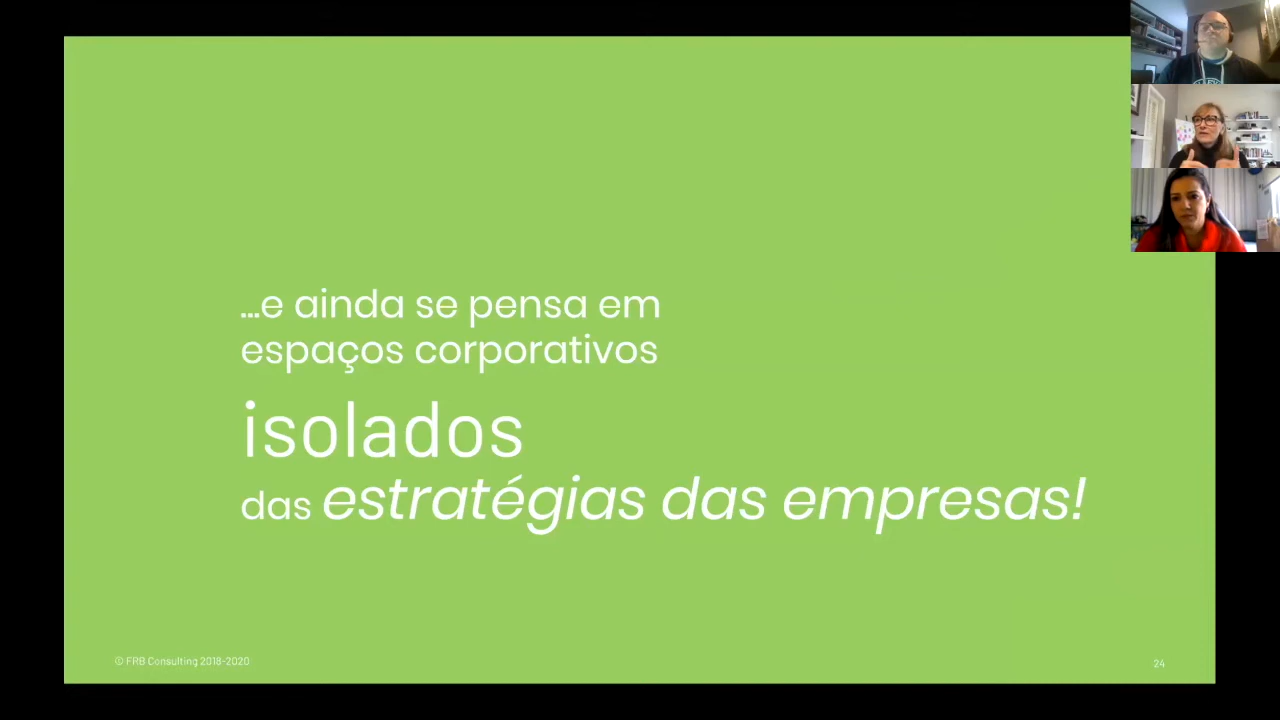 ...e ainda se pensa em
espaços corporativos
isolados
das estratégias das empresas!
© FRB Consulting 2018-2020
24